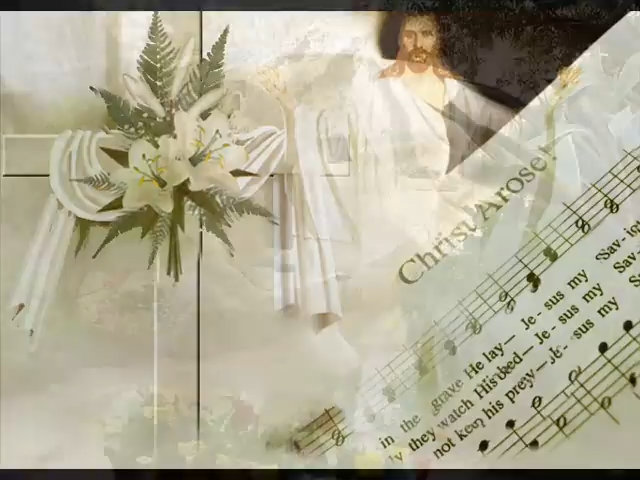 Christ Arose!
in the grave He lay— Je- sus my Sav-
ly they watch His bed— Je- sus my Sav-
not keep his prey— Je- sus my